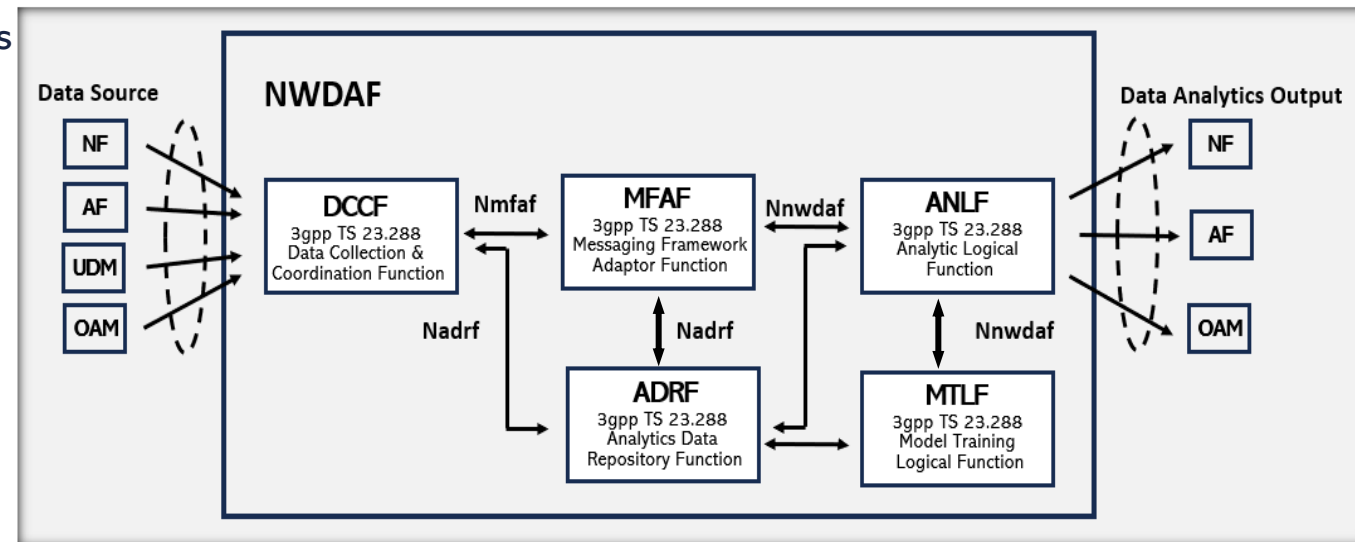 s
Data Source
NWDAF
Data Analytics Output
NF
AF
UDM
OAM
DCCF
3gpp TS 23.288
Data Collection &
Coordination Function
Nmfaf
MFAF
3gpp TS 23.288
Messaging Framework
Adaptor Function
Nnwdaf
ANLF
3gpp TS 23.288
Analytic Logical
Function
Nadrf
Nadrf
Nnwdaf
ADRF
3gpp TS 23.288
Analytics Data
Repository Function
MTLF
3gpp TS 23.288
Model Training
Logical Function
NF
AF
OAM